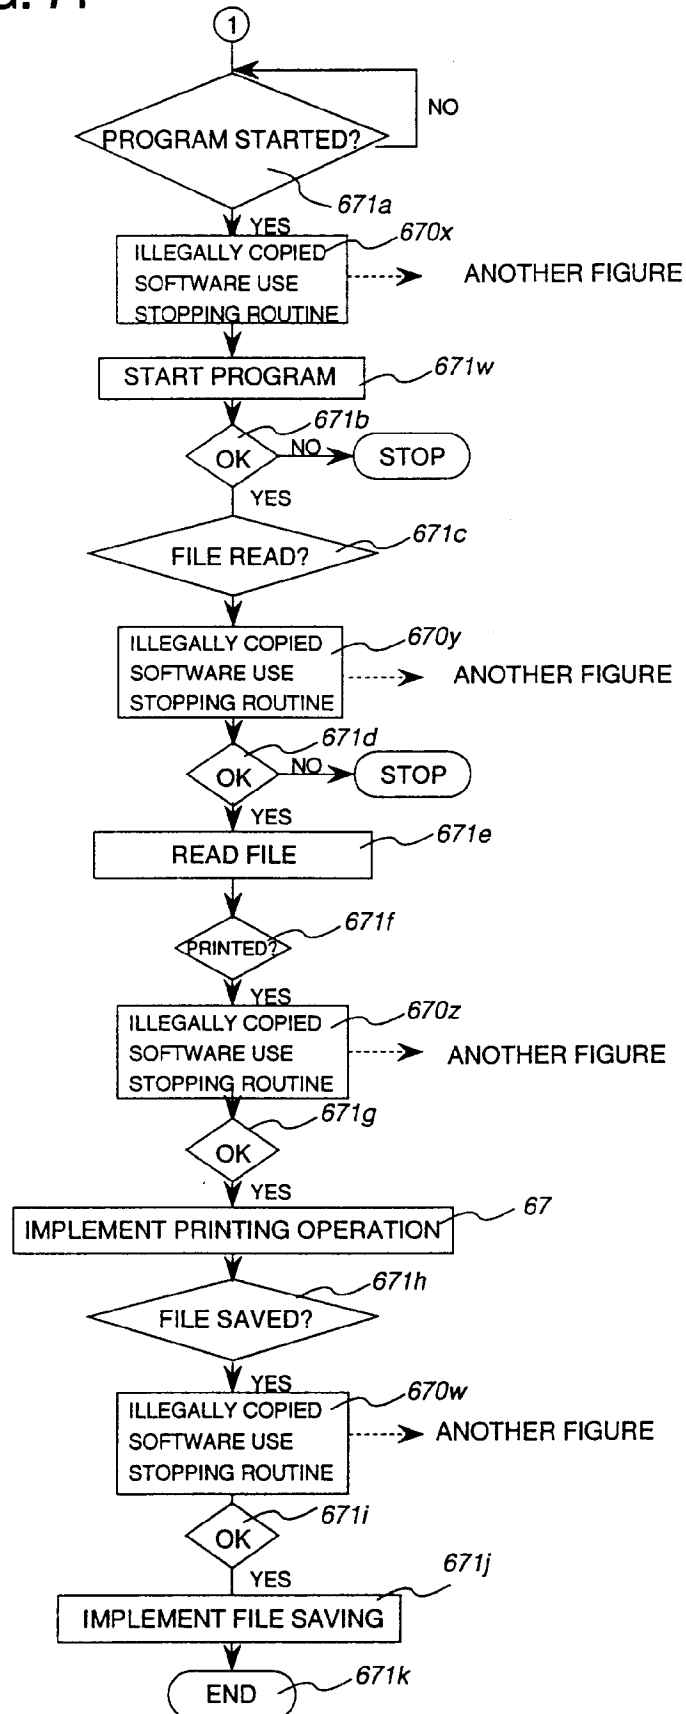 1
NO
PROGRAM STARTED?
671a
YES
670x
ILLEGALLY COPIED
SOFTWARE USE
STOPPING ROUTINE
ANOTHER FIGURE
START PROGRAM
671w
671b
OK
NO
STOP
YES
FILE READ?
671c
ILLEGALLY COPIED
SOFTWARE USE
STOPPING ROUTINE
670y
ANOTHER FIGURE
671d
OK
NO
STOP
YES
READ FILE
671e
PRINTED?
671f
YES
ILLEGALLY COPIED
SOFTWARE USE
STOPPING ROUTINE
670z
ANOTHER FIGURE
671g
OK
YES
IMPLEMENT PRINTING OPERATION
67
671h
FILE SAVED?
YES
ILLEGALLY COPIED
SOFTWARE USE
STOPPING ROUTINE
670w
ANOTHER FIGURE
671i
OK
YES
671j
IMPLEMENT FILE SAVING
END
671k